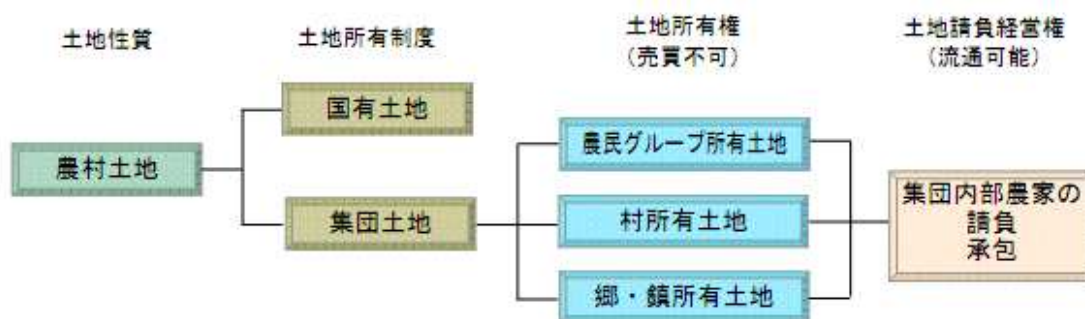 土地性質
土地所有制度
土地所有権
(売買不可)
土地請負経営権
(流通可能)
農村土地
国有土地
集団土地
農民グループ所有土地
村所有土地
郷・鎮所有土地
集団内部農家の
請負
承包